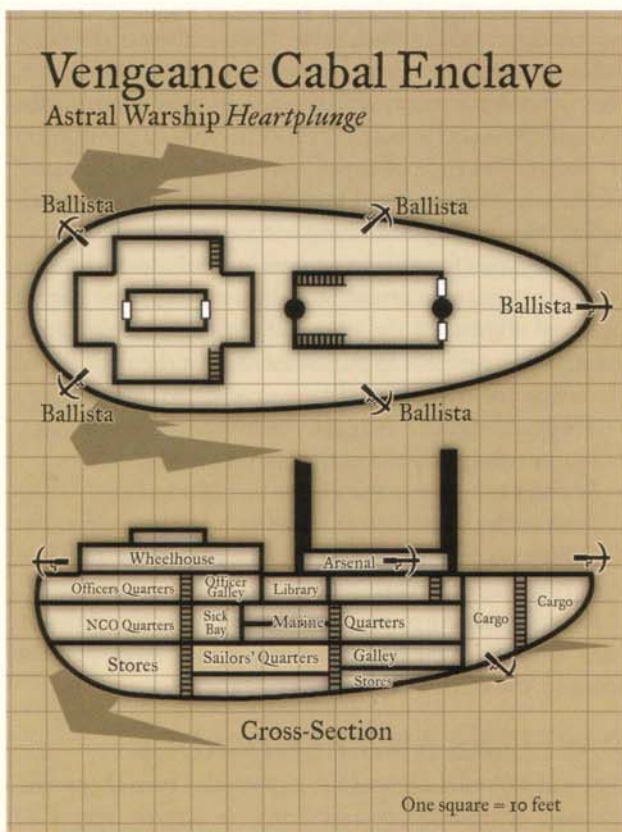 Vengeance Cabal Enclave
Astral Warship Heartplunge
Ballista
Ballista
Ballista
Ballista
Ballista
Wheelhouse
Arsenal
Officers Quarters
Officer
Galley
Library
NCO Quarters
Sick
Bay
Marine Quarters
Cargo
Cargo
Stores
Sailors' Quarters
Galley
Stores
Cross-Section
One square = 10 feet